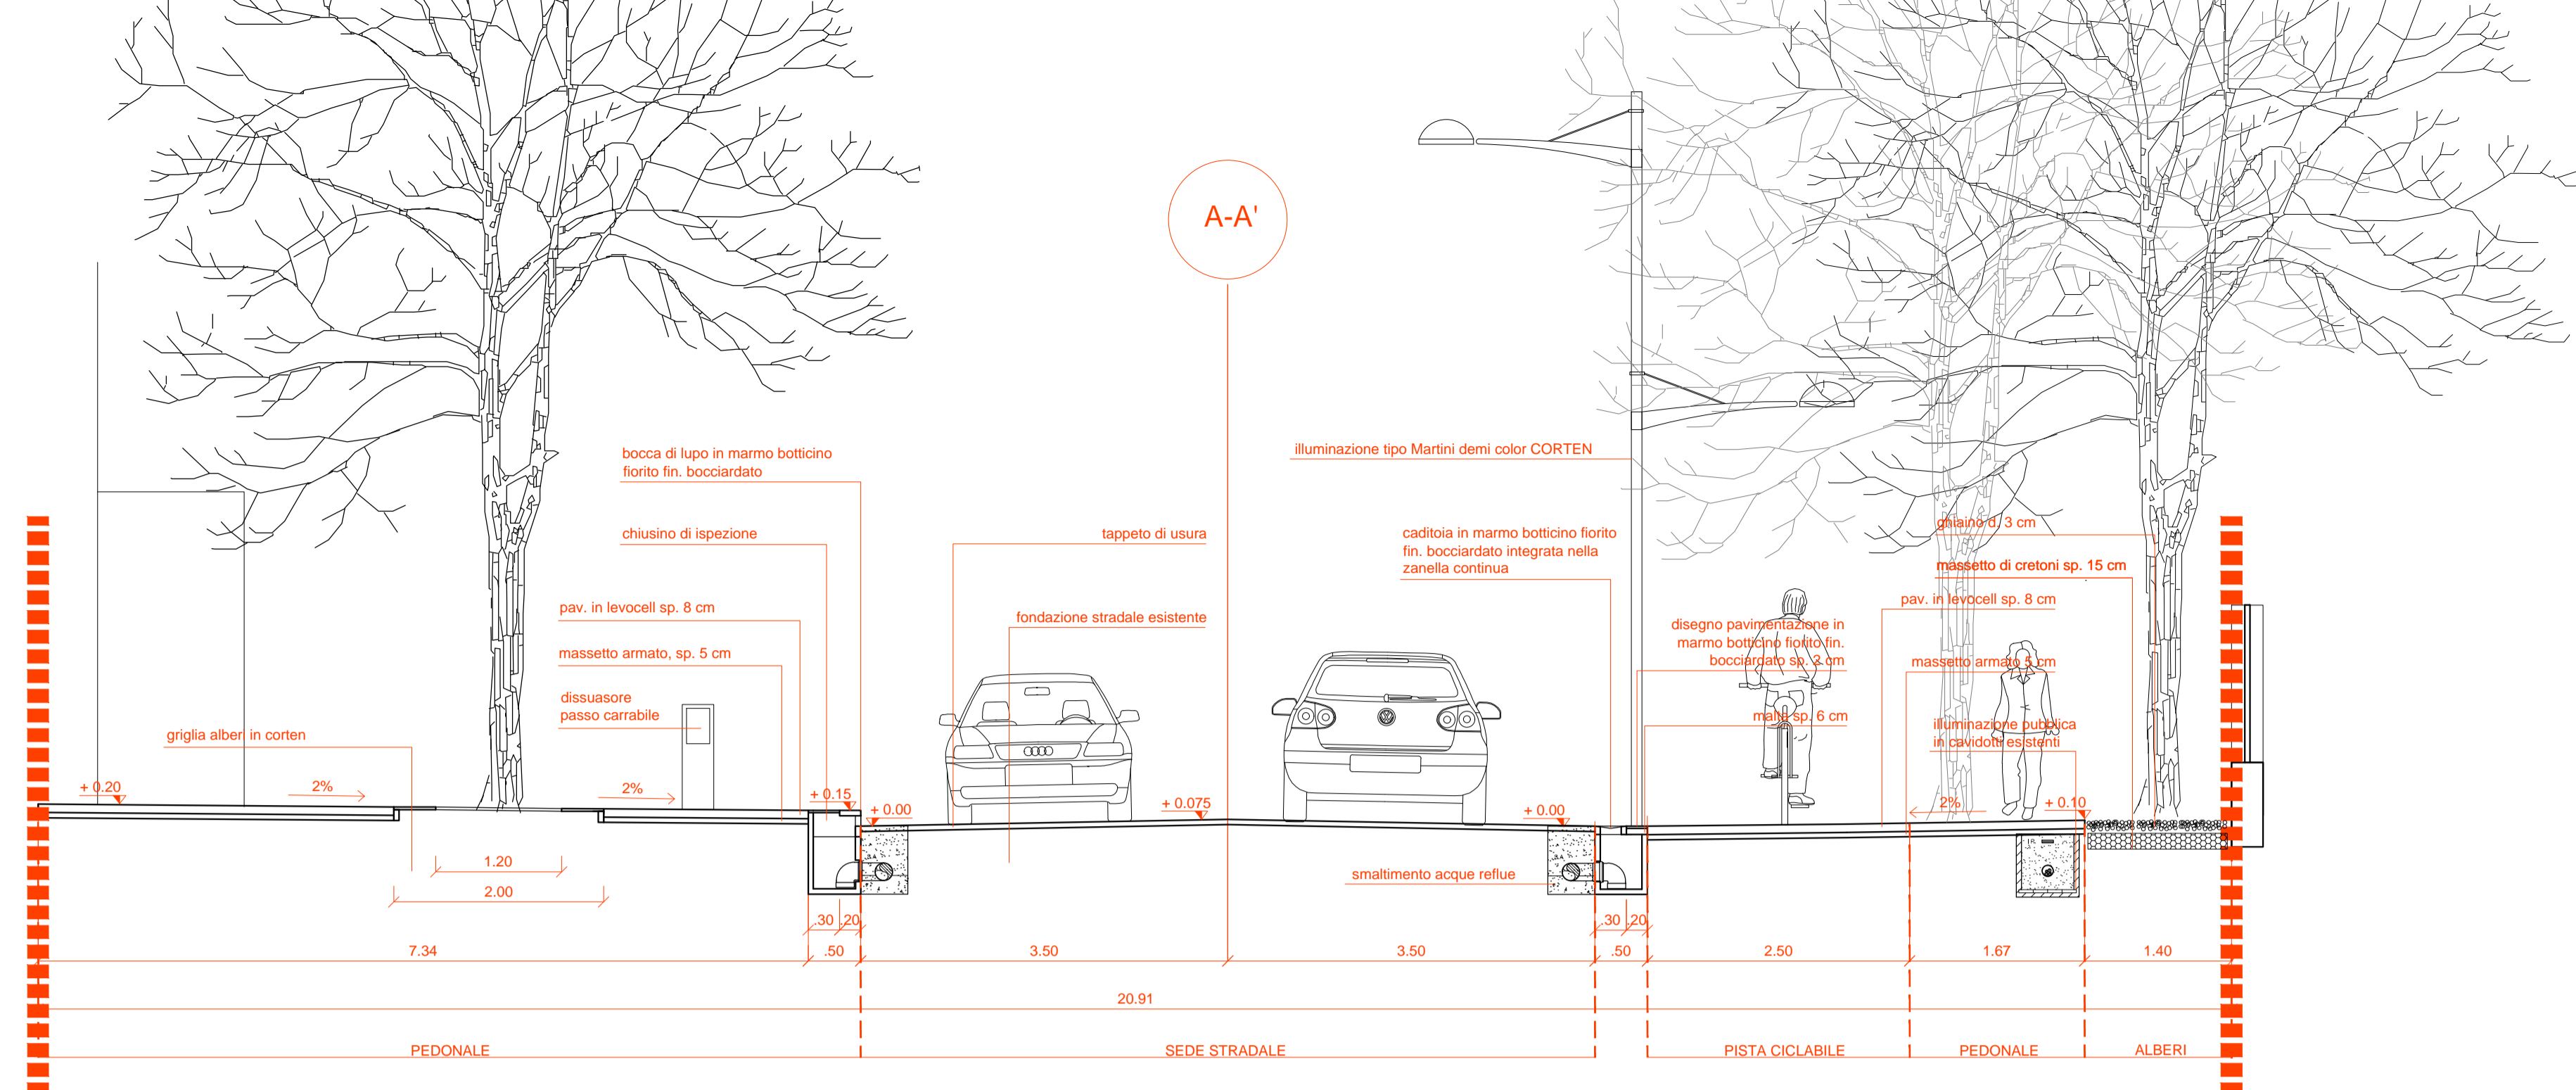 A-A'
bocca di lupo in marmo botticino
fiorito fin. bocciardato
illuminazione tipo Martini demi color CORTEN
chiusino di ispezione
tappeto di usura
caditoia in marmo botticino fiorito
fin. bocciardato integrata nella
zanella continua
ghiaino d. 3 cm
massetto di cretoni sp. 15 cm
pav. in levocell sp. 8 cm
fondazione stradale esistente
pav. in levocell sp. 8 cm
disegno pavimentazione in
marmo botticino fiorito fin.
bocciardato sp. 2 cm
massetto armato, sp. 5 cm
massetto armato 5 cm
dissuasore
passo carrabile
malta sp. 6 cm
illuminazione pubblica
in cavidotti esistenti
griglia alberi in corten
+ 0.20
2%
2%
+ 0.15
+ 0.00
+ 0.075
+ 0.00
2%
+ 0.10
1.20
2.00
smaltimento acque reflue
.30 .20
.30 .20
7.34
.50
3.50
3.50
.50
2.50
1.67
1.40
20.91
PEDONALE
SEDE STRADALE
PISTA CICLABILE
PEDONALE
ALBERI